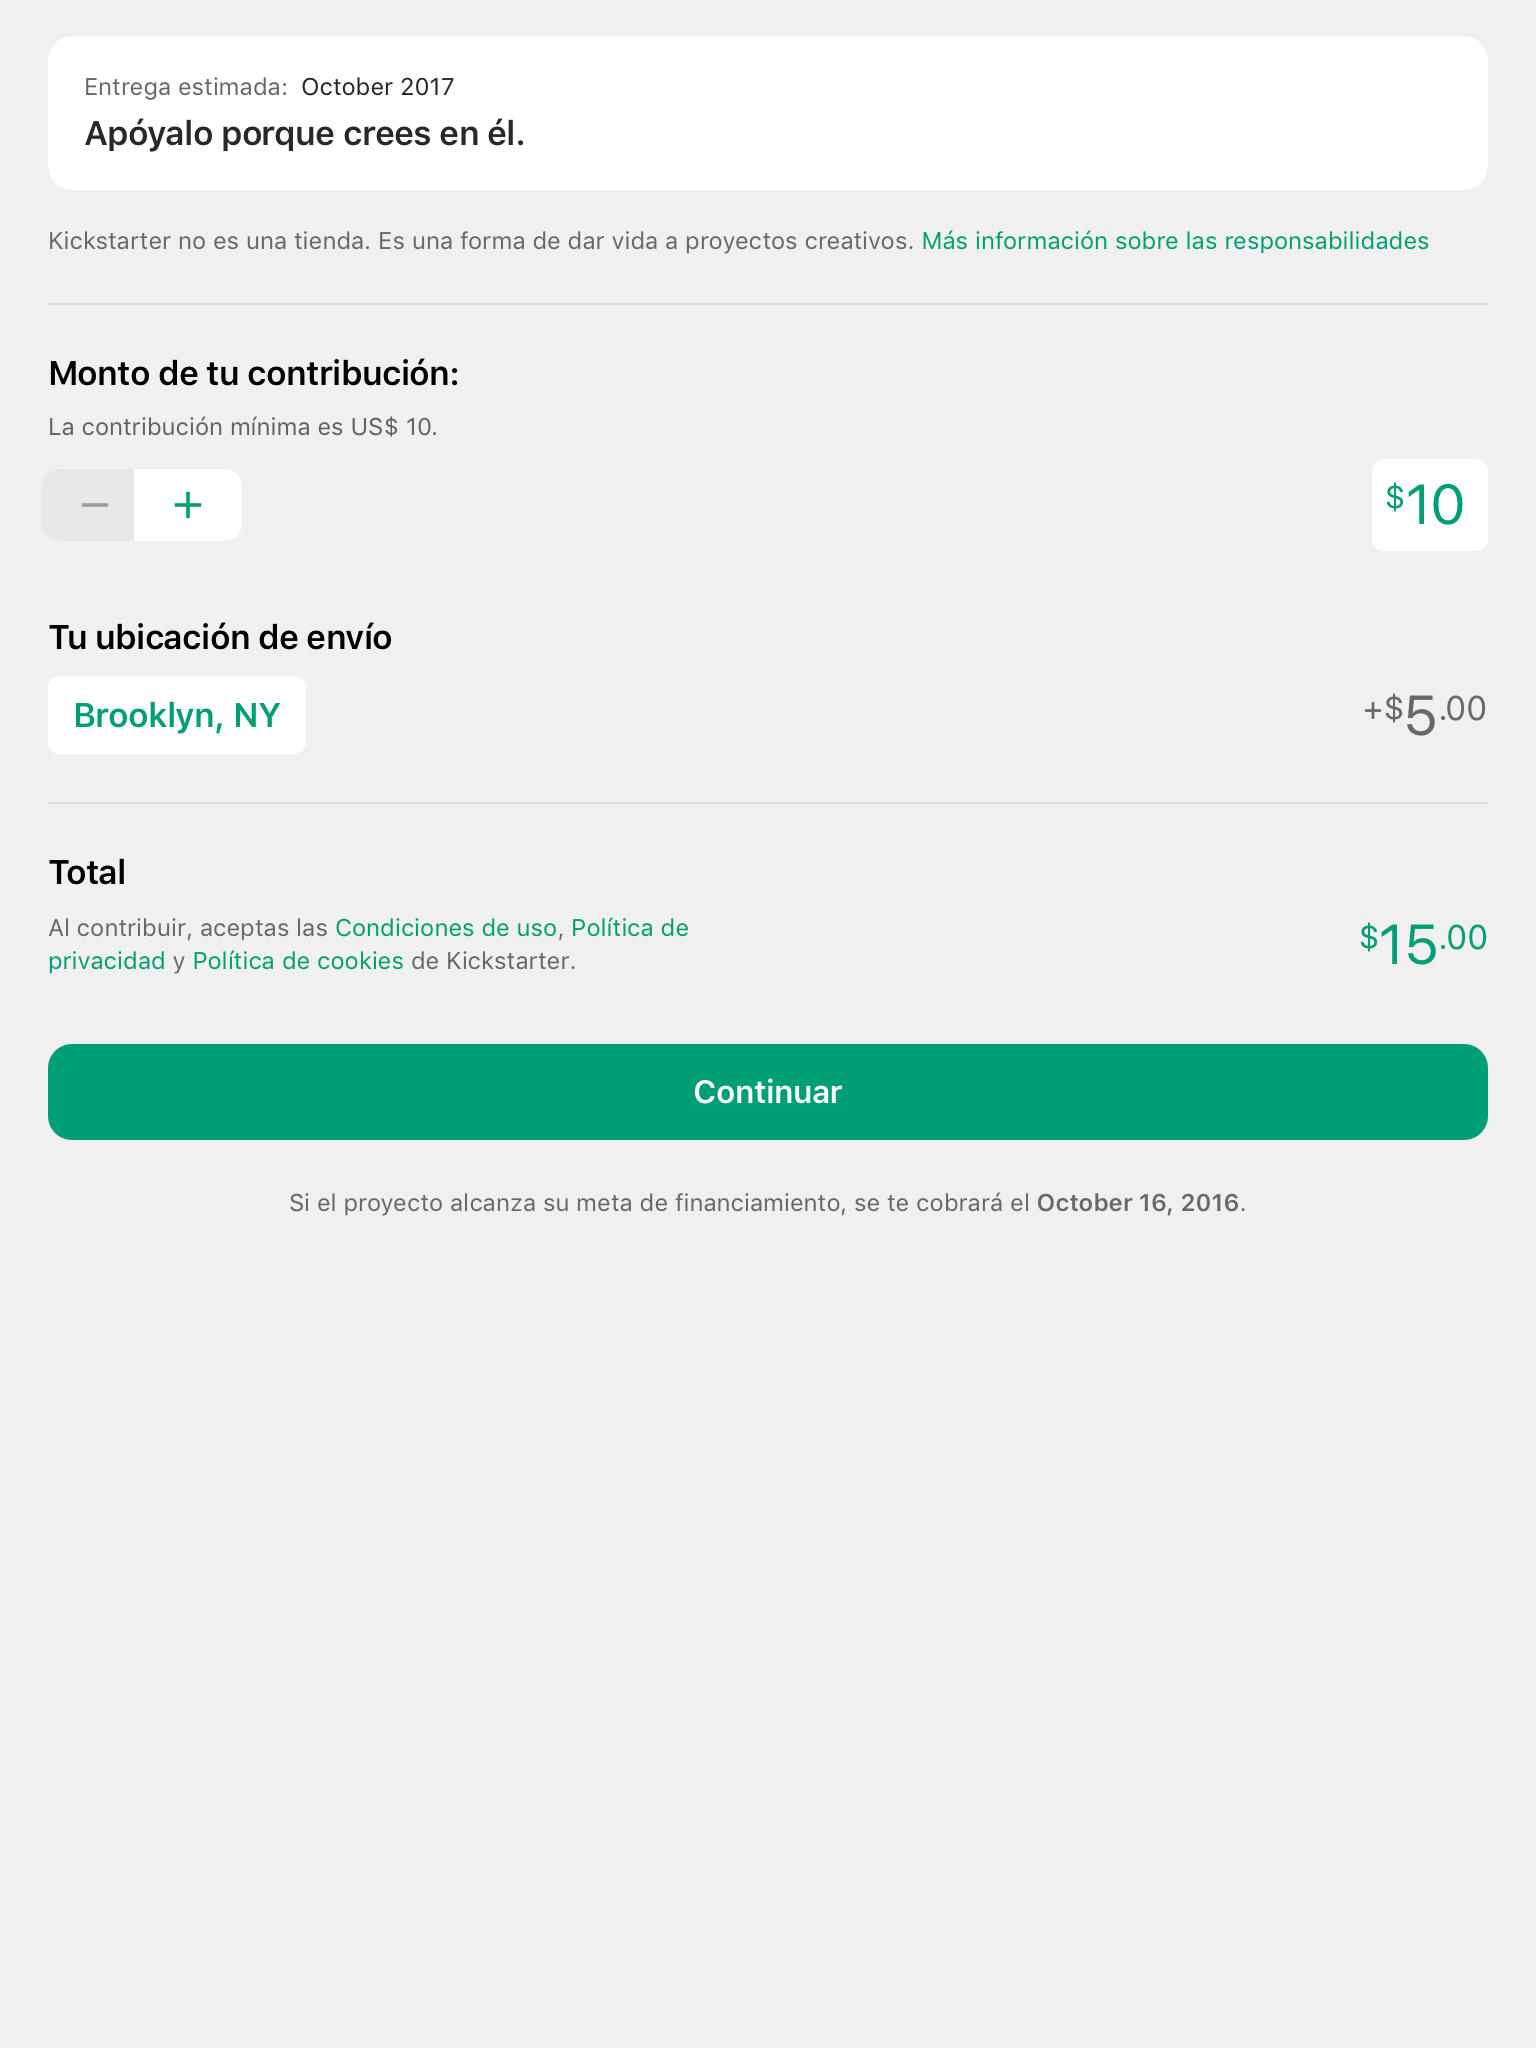 Entrega estimada: October 2017
Apóyalo porque crees en él.
Kickstarter no es una tienda. Es una forma de dar vida a proyectos creativos. Más información sobre las responsabilidades
Monto de tu contribución:
La contribución mínima es US$ 10.
− +
$10
Tu ubicación de envío
Brooklyn, NY
+$5.00
Total
Al contribuir, aceptas las Condiciones de uso, Política de
privacidad y Política de cookies de Kickstarter.
$15.00
Continuar
Si el proyecto alcanza su meta de financiamiento, se te cobrará el October 16, 2016.